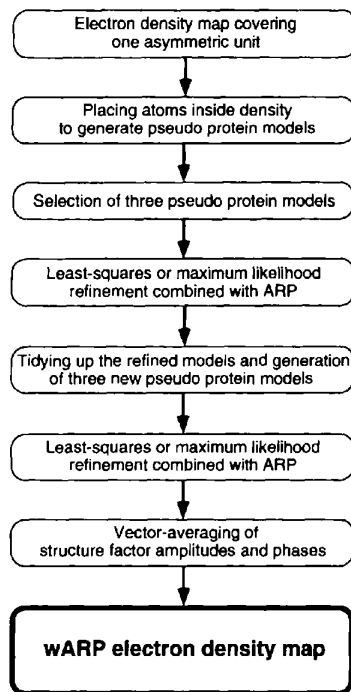 Electron density map covering
one asymmetric unit
Placing atoms inside density
to generate pseudo protein models
Selection of three pseudo protein models
Least-squares or maximum likelihood
refinement combined with ARP
Tidying up the refined models and generation
of three new pseudo protein models
Least-squares or maximum likelihood
refinement combined with ARP
Vector-averaging of
structure factor amplitudes and phases
wARP electron density map